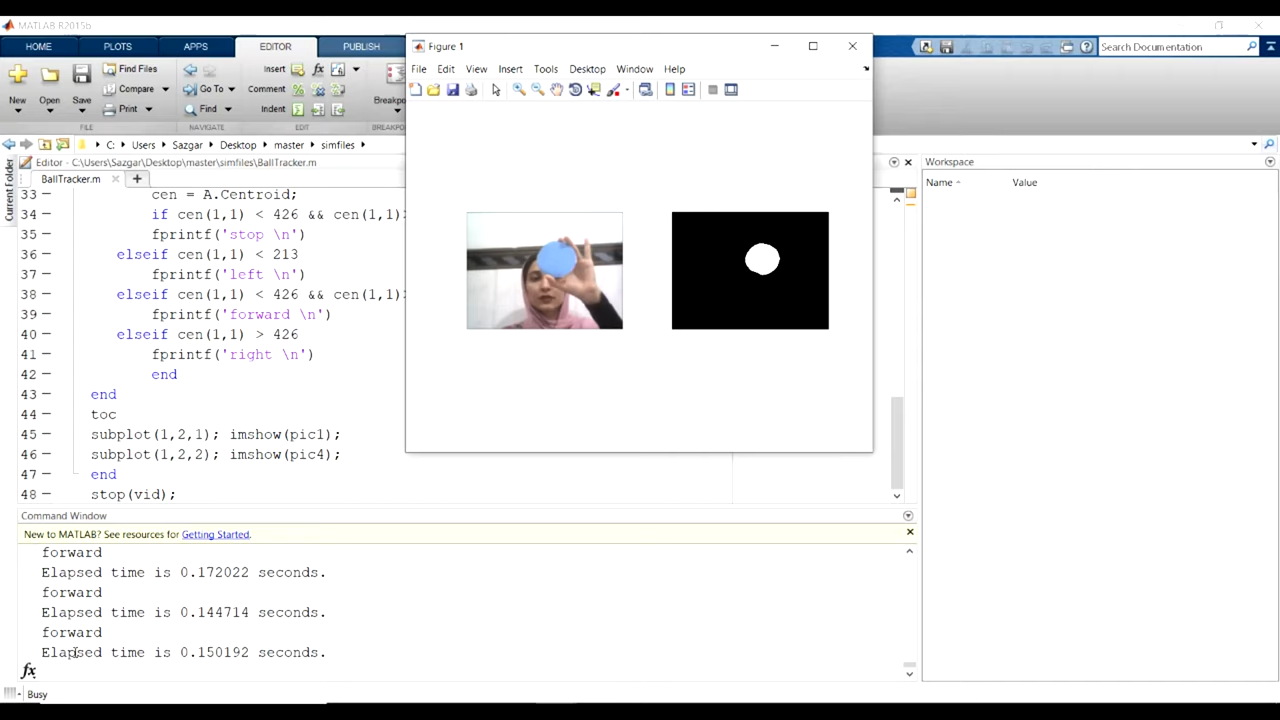 MATLAB R2015b
HOME PLOTS APPS EDITOR PUBLISH
Search Documentation
Figure 1
File Edit View Insert Tools Desktop Window Help
New Open Save
Find Files
Compare
Print
Go To
Find
Insert
Comment
Indent
FILE NAVIGATE EDIT
C: Users Sazgar Desktop master simfiles
Current Folder
Editor - C:\Users\Sazgar\Desktop\master\simfiles\BallTracker.m
BallTracker.m
33 cen = A.Centroid;
34 if cen(1,1) < 426 && cen(1,1)>
35 fprintf('stop \n')
36 elseif cen(1,1) < 213
37 fprintf('left \n')
38 elseif cen(1,1) < 426 && cen(1,1)>
39 fprintf('forward \n')
40 elseif cen(1,1) > 426
41 fprintf('right \n')
42 end
43 end
44 toc
45 subplot(1,2,1); imshow(pic1);
46 subplot(1,2,2); imshow(pic4);
47 end
48 stop(vid);
Workspace
Name Value
Command Window
New to MATLAB? See resources for Getting Started.
forward
Elapsed time is 0.172022 seconds.
forward
Elapsed time is 0.144714 seconds.
forward
Elapsed time is 0.150192 seconds.
fx
Busy